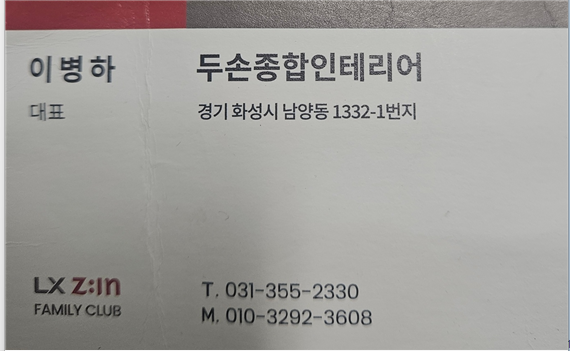 이병하
대표
두손종합인테리어
경기 화성시 남양동 1332-1번지
LX Z:IN
FAMILY CLUB
T. 031-355-2330
M. 010-3292-3608